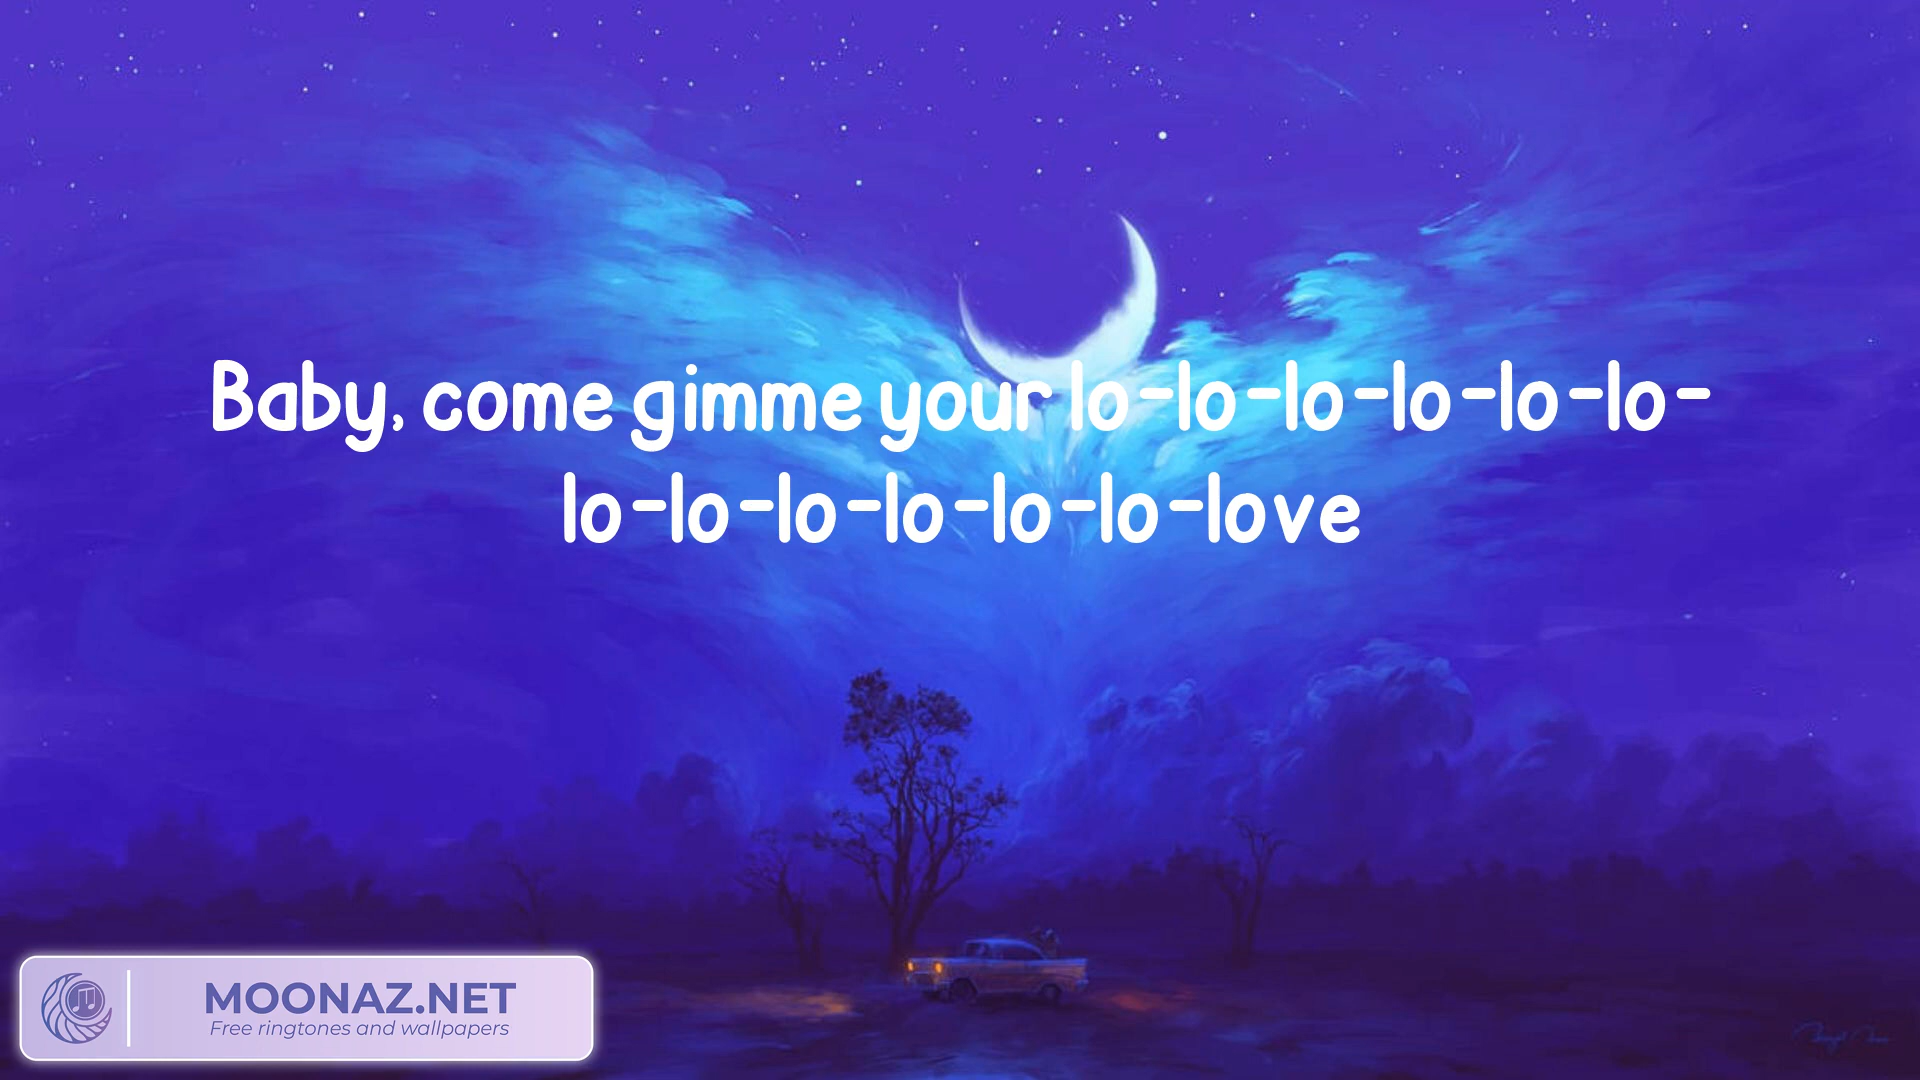 Baby, come gimme your lo-lo-lo-lo-lo-lo-
lo-lo-lo-lo-lo-lo-love
MOONAZ.NET
Free ringtones and wallpapers